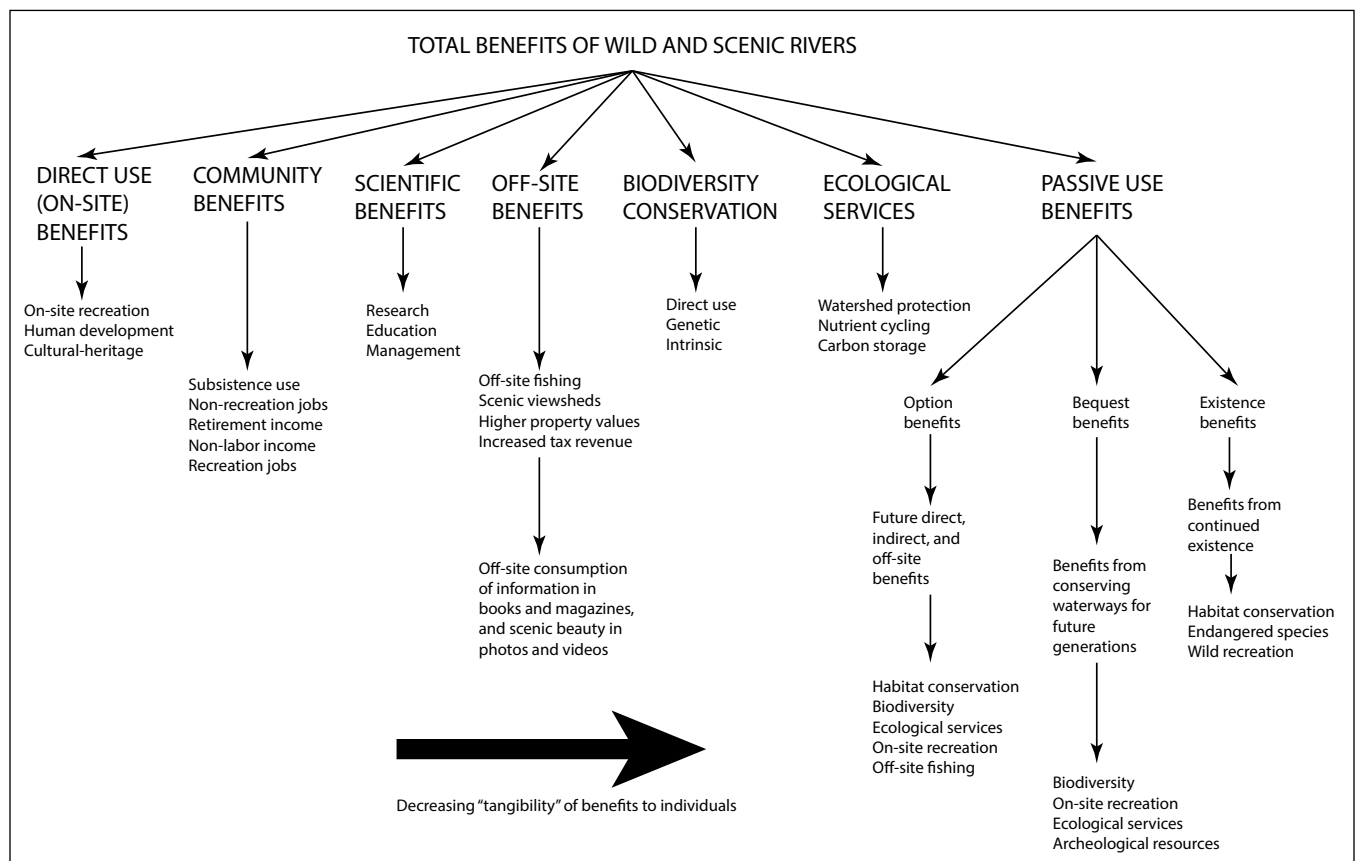 TOTAL BENEFITS OF WILD AND SCENIC RIVERS
DIRECT USE
(ON-SITE)
BENEFITS
On-site recreation
Human development
Cultural-heritage
COMMUNITY
BENEFITS
Subsistence use
Non-recreation jobs
Retirement income
Non-labor income
Recreation jobs
SCIENTIFIC
BENEFITS
Research
Education
Management
OFF-SITE
BENEFITS
Off-site fishing
Scenic viewsheds
Higher property values
Increased tax revenue
Off-site consumption
of information in
books and magazines,
and scenic beauty in
photos and videos
BIODIVERSITY
CONSERVATION
Direct use
Genetic
Intrinsic
ECOLOGICAL
SERVICES
Watershed protection
Nutrient cycling
Carbon storage
PASSIVE USE
BENEFITS
Option
benefits
Future direct,
indirect, and
off-site
benefits
Habitat conservation
Biodiversity
Ecological services
On-site recreation
Off-site fishing
Bequest
benefits
Benefits from
conserving
waterways for
future
generations
Biodiversity
On-site recreation
Ecological services
Archeological resources
Existence
benefits
Benefits from
continued
existence
Habitat conservation
Endangered species
Wild recreation
Decreasing “tangibility” of benefits to individuals